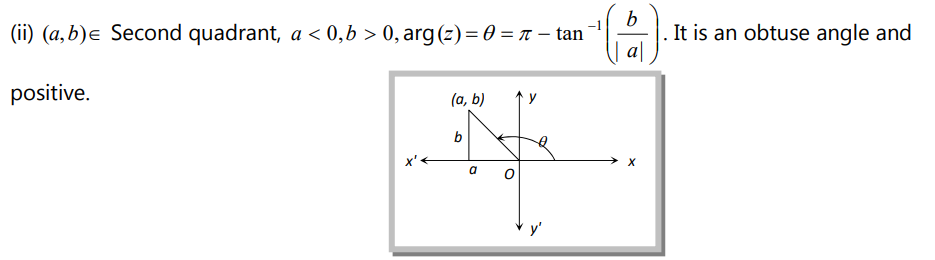 (ii) (a,b)∈ Second quadrant, a < 0,b > 0, arg(z) = θ = π − tan⁻¹(b/|a|). It is an obtuse angle and
positive.
(a, b) y
b θ
x' a O x
y'